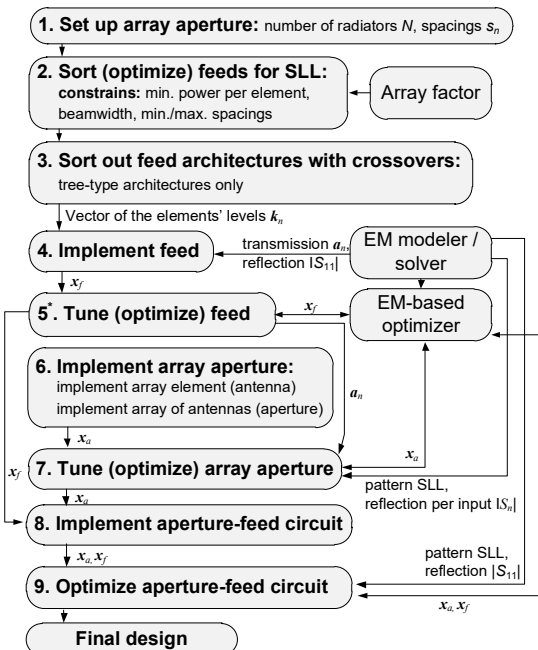 1. Set up array aperture: number of radiators N, spacings sn
2. Sort (optimize) feeds for SLL:
constrains: min. power per element,
beamwidth, min./max. spacings
Array factor
3. Sort out feed architectures with crossovers:
tree-type architectures only
Vector of the elements' levels kn
4. Implement feed
transmission an,
reflection |S11|
EM modeler /
solver
xf
5*. Tune (optimize) feed
xf
EM-based
optimizer
6. Implement array aperture:
implement array element (antenna)
implement array of antennas (aperture)
an
xa
xf
xa
7. Tune (optimize) array aperture
pattern SLL,
reflection per input |Sn|
xa
8. Implement aperture-feed circuit
xa, xf
pattern SLL,
reflection |S11|
9. Optimize aperture-feed circuit
xa, xf
Final design